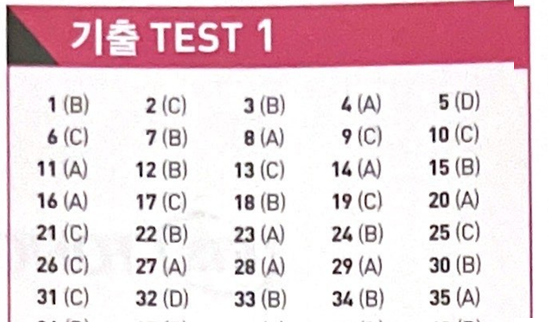 기출 TEST 1
1 (B) 2 (C) 3 (B) 4 (A) 5 (D)
6 (C) 7 (B) 8 (A) 9 (C) 10 (C)
11 (A) 12 (B) 13 (C) 14 (A) 15 (B)
16 (A) 17 (C) 18 (B) 19 (C) 20 (A)
21 (C) 22 (B) 23 (A) 24 (B) 25 (C)
26 (C) 27 (A) 28 (A) 29 (A) 30 (B)
31 (C) 32 (D) 33 (B) 34 (B) 35 (A)